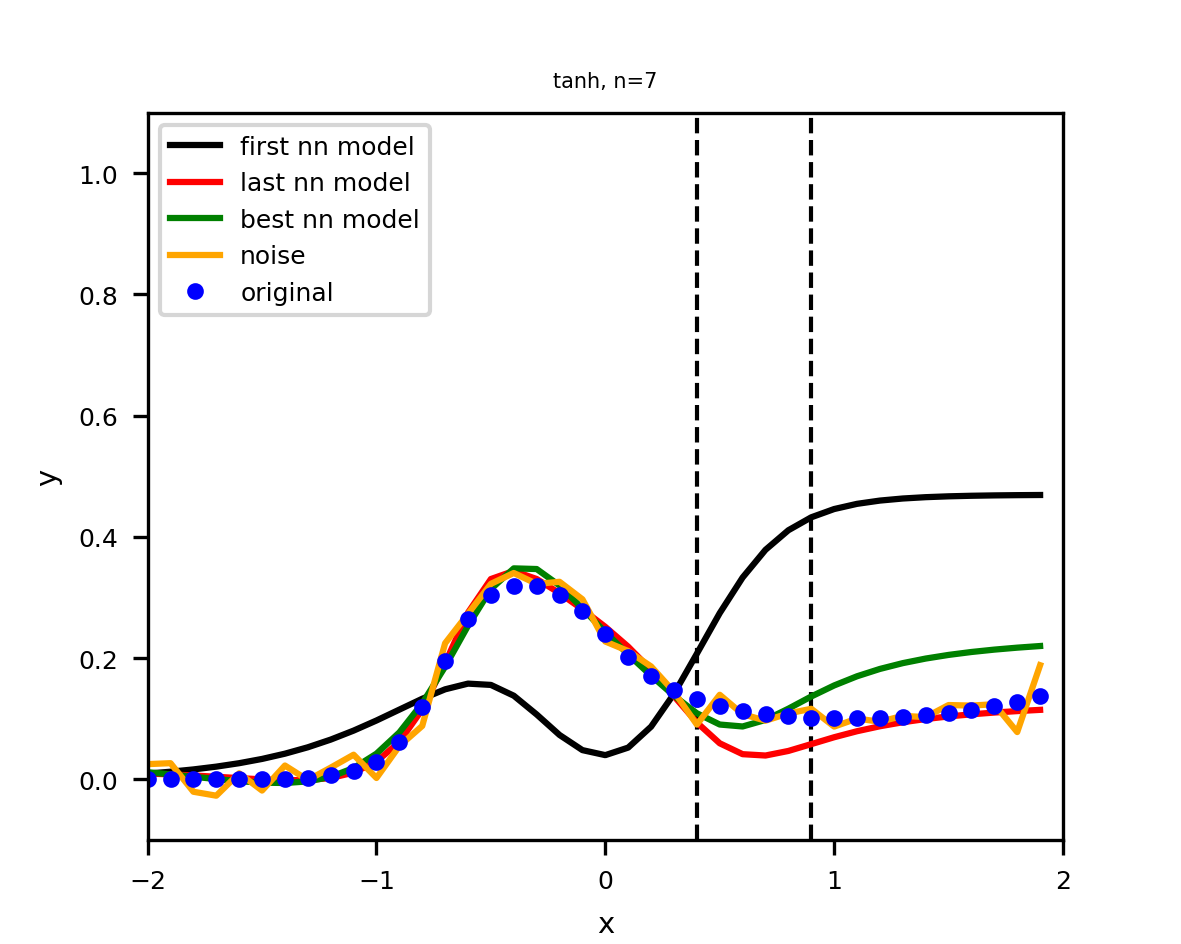 tanh, n=7
first nn model
last nn model
best nn model
noise
original
1.0
0.8
0.6
0.4
0.2
0.0
y
−2
−1
0
1
2
x